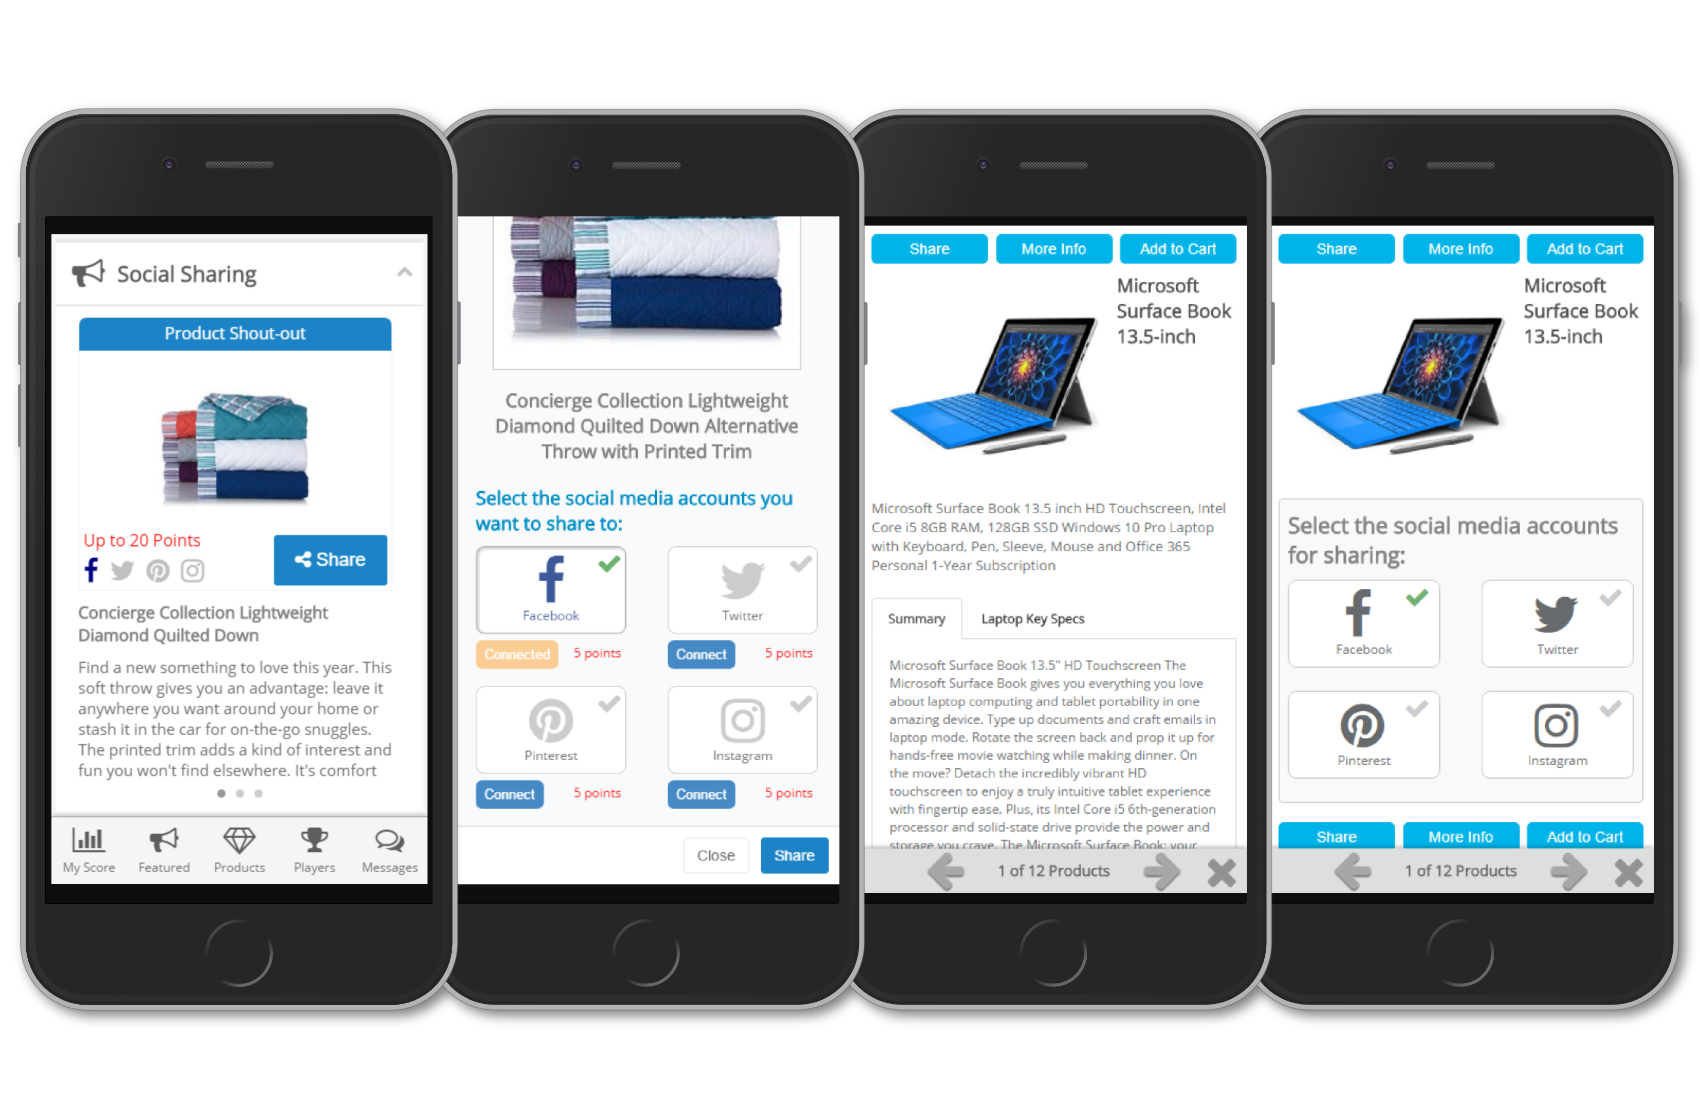 Social Sharing
Product Shout-out
Up to 20 Points
Share
Concierge Collection Lightweight
Diamond Quilted Down
Find a new something to love this year. This
soft throw gives you an advantage: leave it
anywhere you want around your home or
stash it in the car for on-the-go snuggles.
The printed trim adds a kind of interest and
fun you won't find elsewhere. It's comfort
My Score
Featured
Products
Players
Messages
Concierge Collection Lightweight
Diamond Quilted Down Alternative
Throw with Printed Trim
Select the social media accounts you
want to share to:
Facebook
Twitter
Connected 5 points
Connect 5 points
Pinterest
Instagram
Connect 5 points
Connect 5 points
Close
Share
Share
More Info
Add to Cart
Microsoft
Surface Book
13.5-inch
Microsoft Surface Book 13.5 inch HD Touchscreen, Intel
Core i5 8GB RAM, 128GB SSD Windows 10 Pro Laptop
with Keyboard, Pen, Sleeve, Mouse and Office 365
Personal 1-Year Subscription
Summary
Laptop Key Specs
Microsoft Surface Book 13.5" HD Touchscreen The
Microsoft Surface Book gives you everything you love
about laptop computing and tablet portability in one
amazing device. Type up documents and craft emails in
laptop mode. Rotate the screen back and prop it up for
hands-free movie watching while making dinner. On
the move? Detach the incredibly vibrant HD
touchscreen to enjoy a truly intuitive tablet experience
with fingertip ease. Plus, its Intel Core i5 6th-generation
processor and solid-state drive provide the power and
storage you crave. The Microsoft Surface Book: your
1 of 12 Products
Share
More Info
Add to Cart
Microsoft
Surface Book
13.5-inch
Select the social media accounts
for sharing:
Facebook
Twitter
Pinterest
Instagram
Share
More Info
Add to Cart
1 of 12 Products